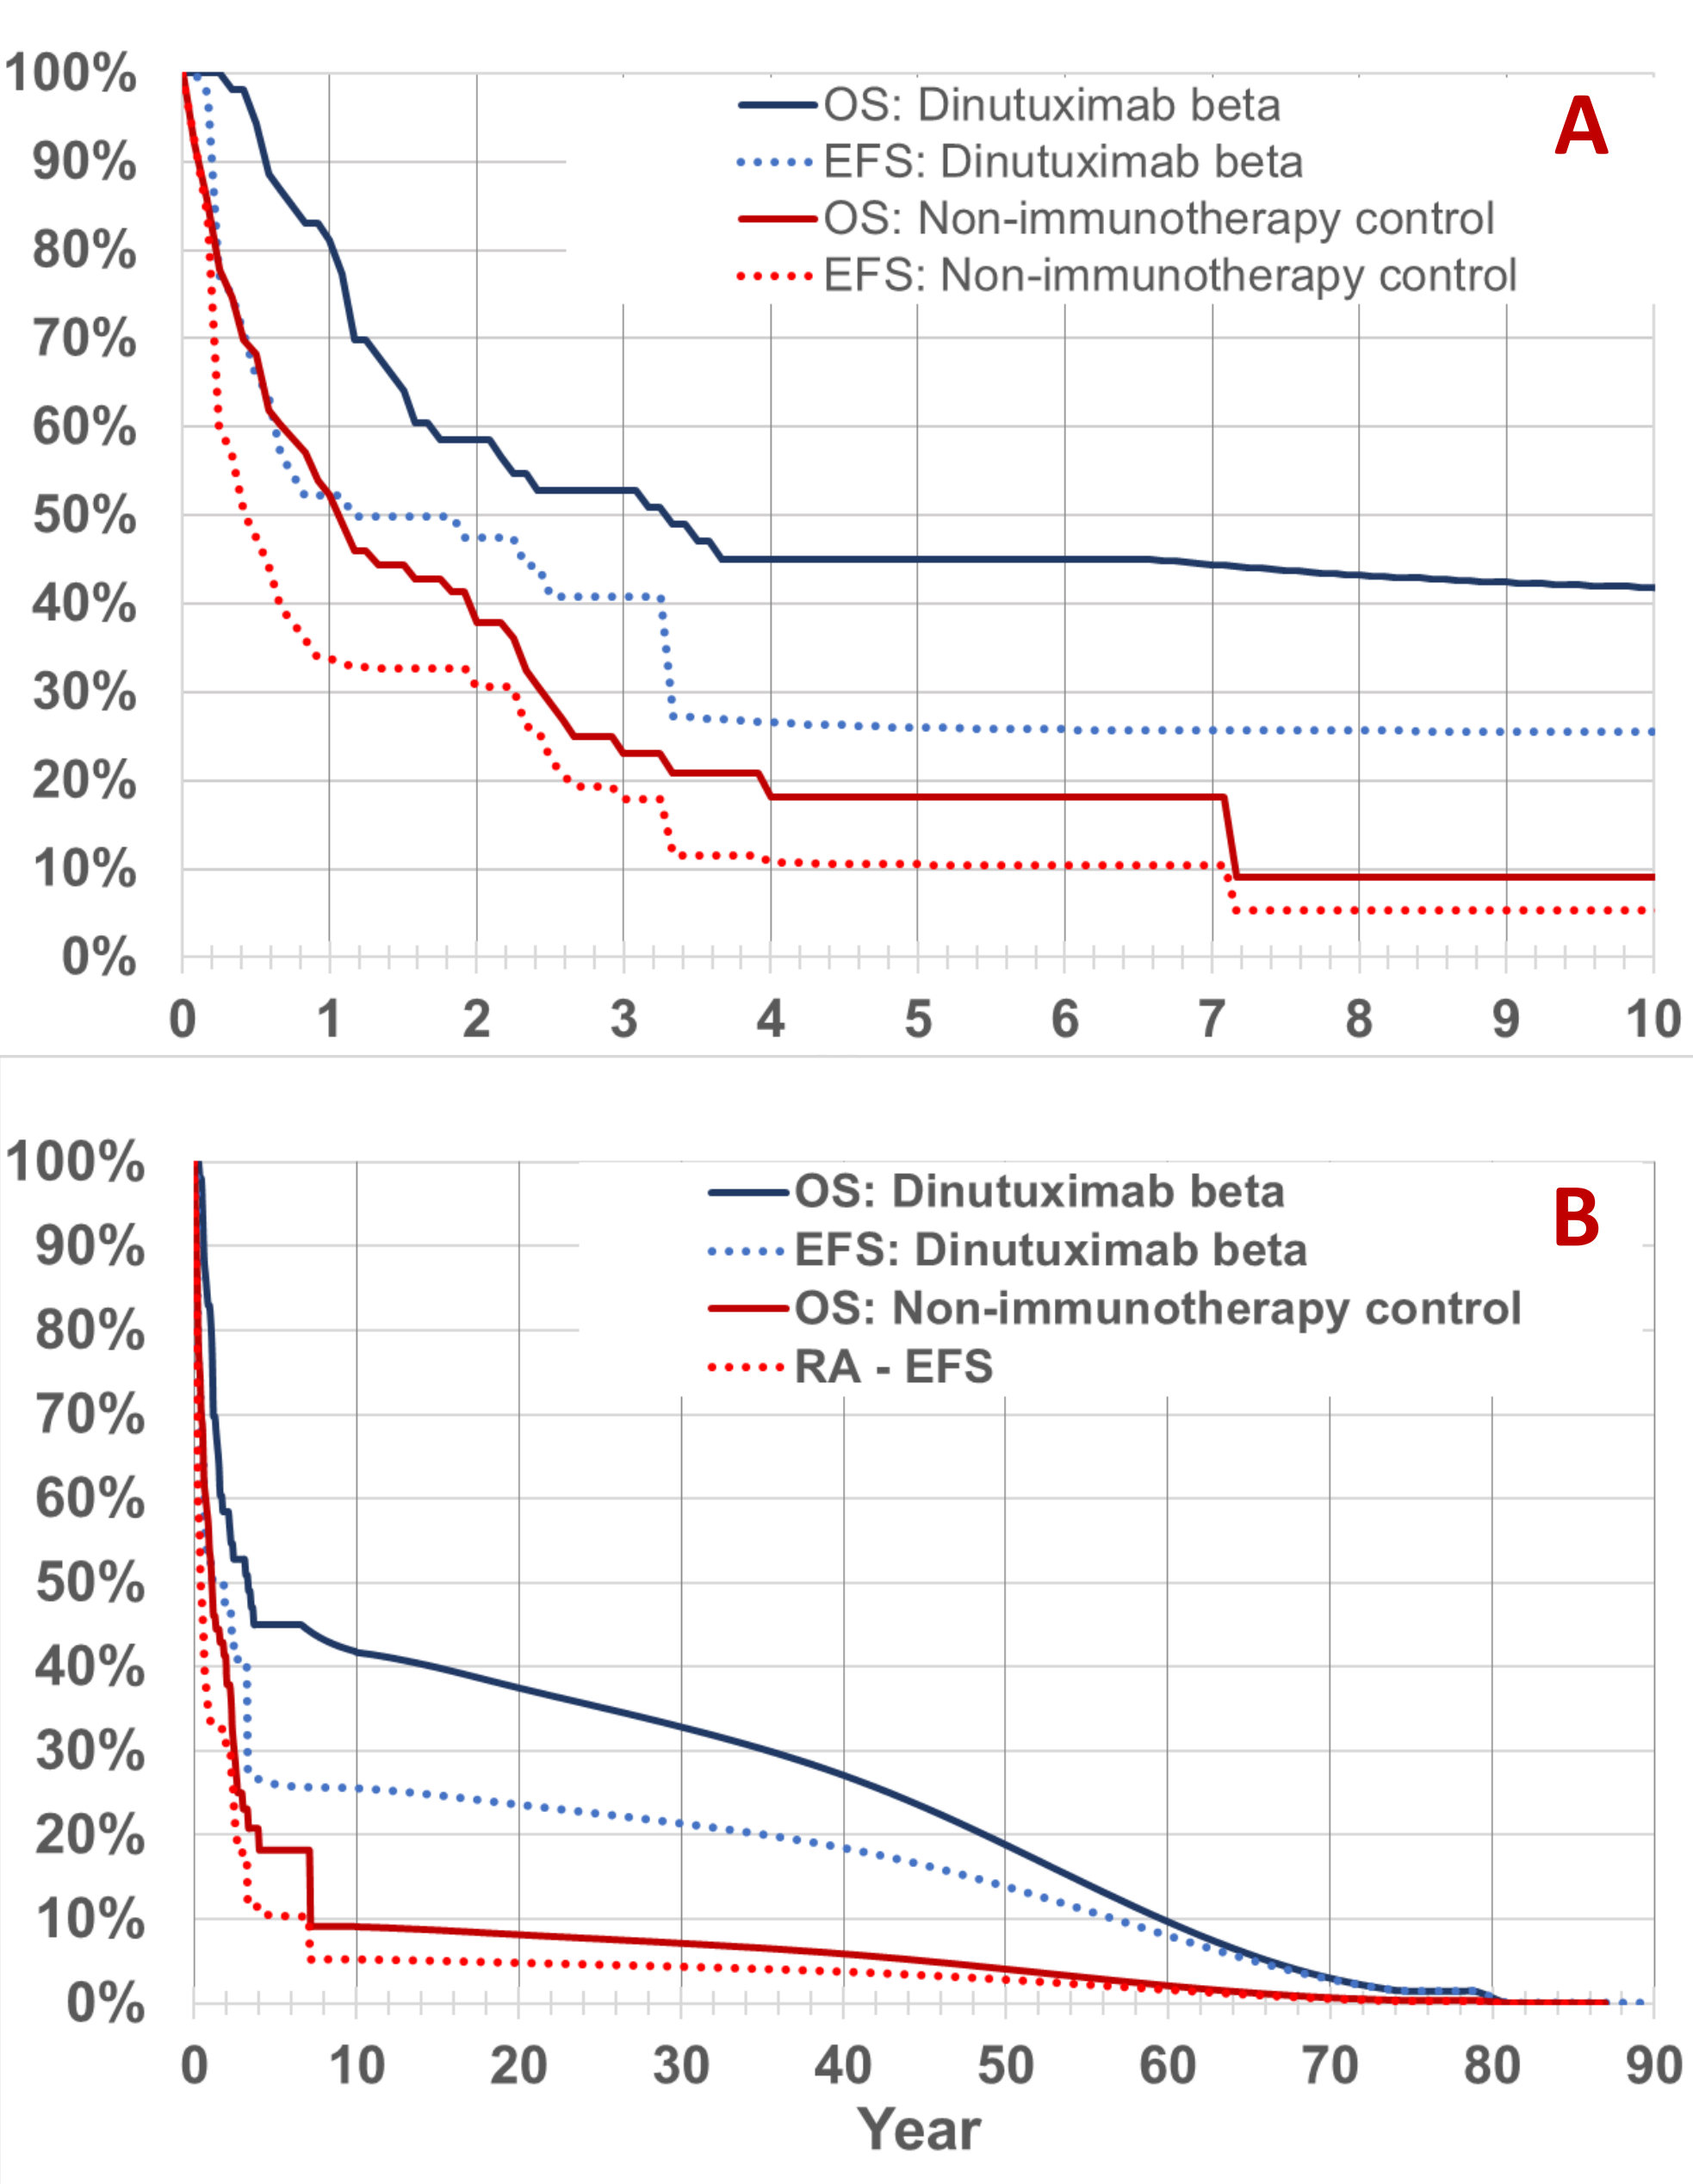 A
100%
90%
80%
70%
60%
50%
40%
30%
20%
10%
0%
OS: Dinutuximab beta
EFS: Dinutuximab beta
OS: Non-immunotherapy control
EFS: Non-immunotherapy control
0 1 2 3 4 5 6 7 8 9 10
B
100%
90%
80%
70%
60%
50%
40%
30%
20%
10%
0%
OS: Dinutuximab beta
EFS: Dinutuximab beta
OS: Non-immunotherapy control
RA - EFS
0 10 20 30 40 50 60 70 80 90
Year